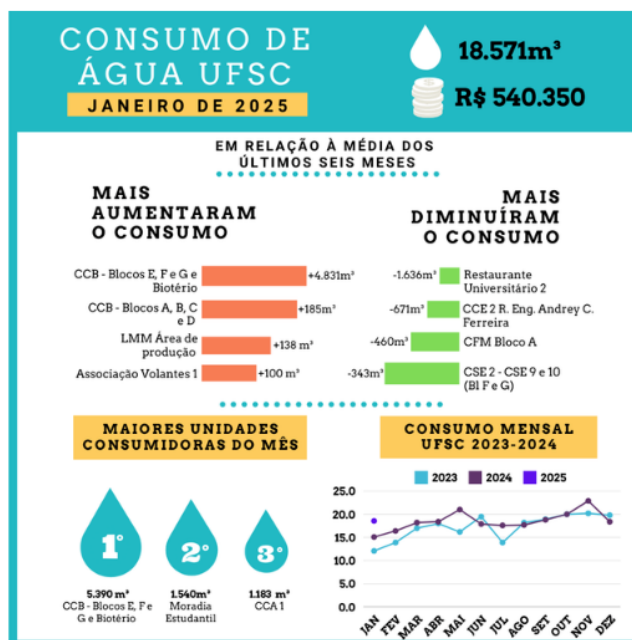 CONSUMO DE
ÁGUA UFSC
JANEIRO DE 2025
18.571m³
R$ 540.350
EM RELAÇÃO À MÉDIA DOS
ÚLTIMOS SEIS MESES
MAIS
AUMENTARAM
O CONSUMO
CCB - Blocos E, F e G e
Biotério
+4.831m³
CCB - Blocos A, B, C
e D
+185m³
LMM Área de
produção
+138 m³
Associação Volantes 1
+100 m³
MAIS
DIMINUÍRAM
O CONSUMO
-1.636m³
Restaurante
Universitário 2
-671m³
CCE 2 R. Eng. Andrey C.
Ferreira
-460m³
CFM Bloco A
-343m³
CSE 2 - CSE 9 e 10
(Bl F e G)
MAIORES UNIDADES
CONSUMIDORAS DO MÊS
1°
5.390 m³
CCB - Blocos E, F e
G e Biotério
2°
1.540m³
Moradia
Estudantil
3°
1.183 m³
CCA 1
CONSUMO MENSAL
UFSC 2023-2024
2023 2024 2025
25.0
20.0
15.0
10.0
5.0
0.0
JAN FEV MAR ABR MAI JUN JUL AGO SET OUT NOV DEZ